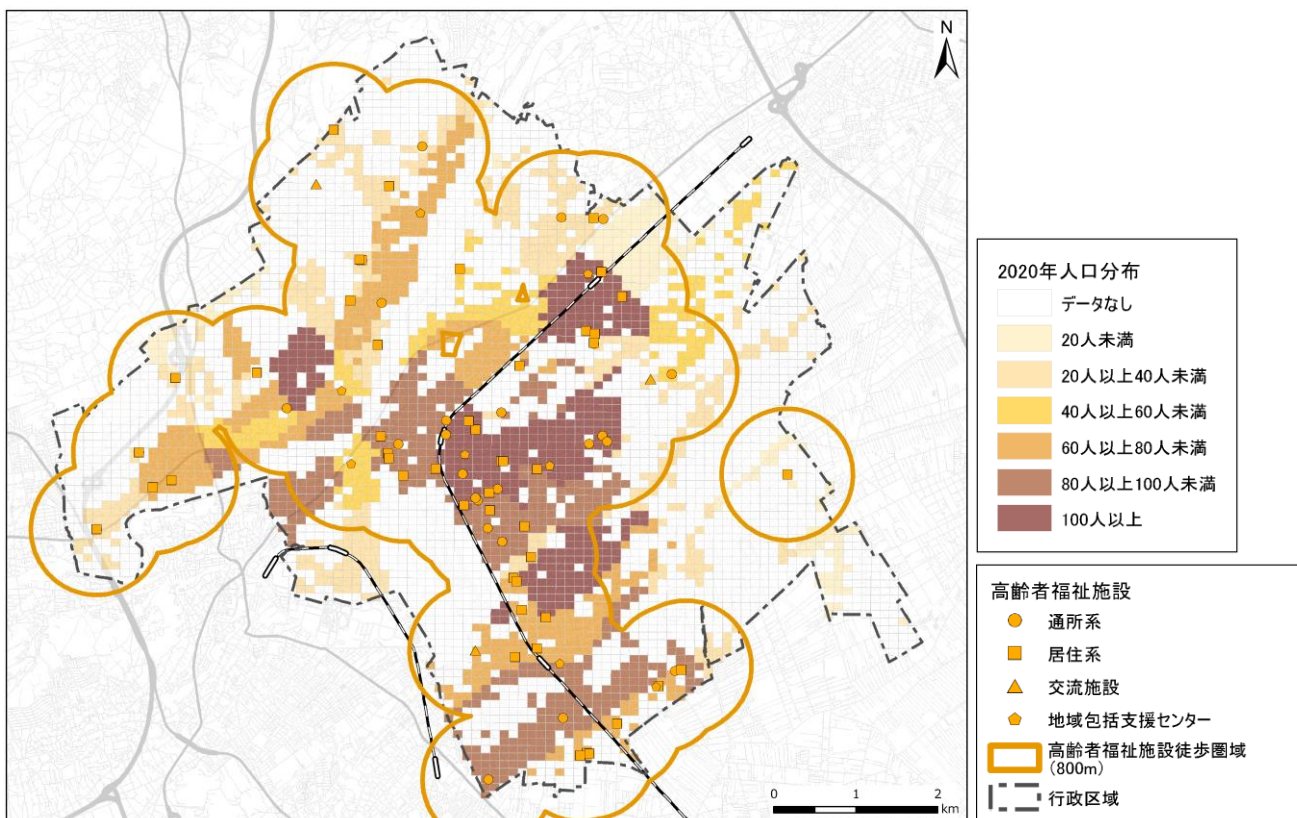 N
0
1
2
km
2020年人口分布
データなし
20人未満
20人以上40人未満
40人以上60人未満
60人以上80人未満
80人以上100人未満
100人以上
高齢者福祉施設
通所系
居住系
交流施設
地域包括支援センター
高齢者福祉施設徒歩圏域
(800m)
行政区域